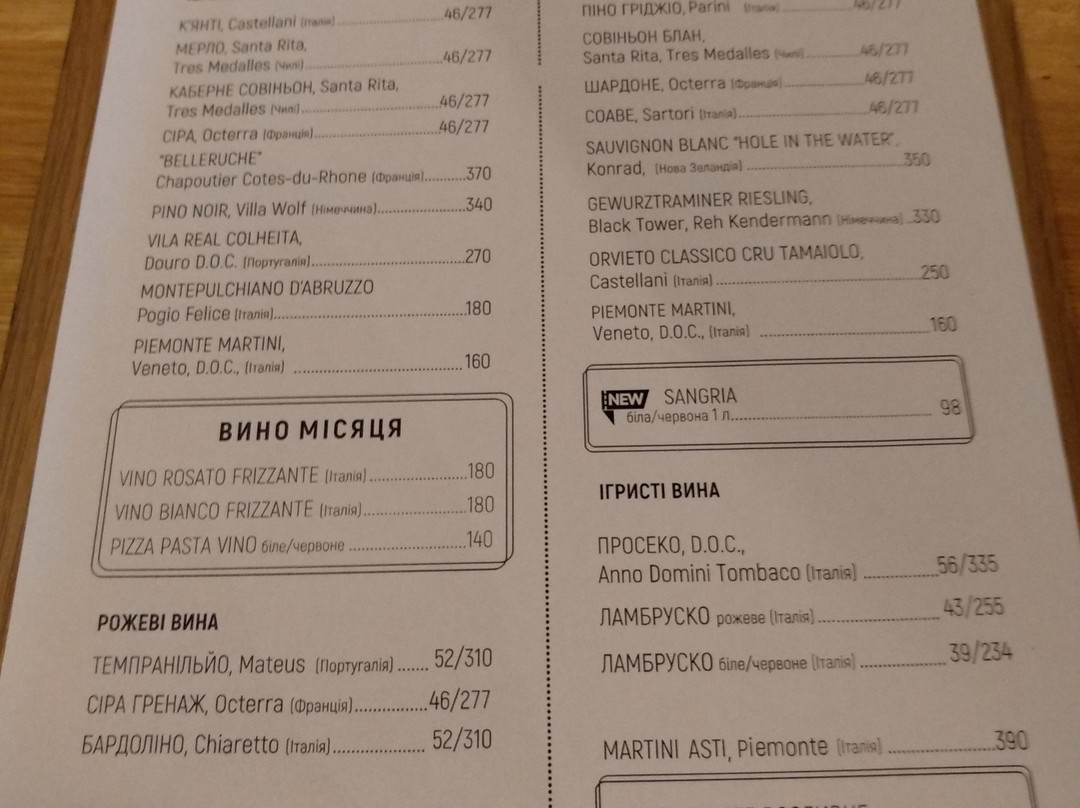 К'ЯНТІ, Castellani (Італія)..........46/277
МЕРЛО, Santa Rita,
Tres Medalles (Чилі)..........46/277
КАБЕРНЕ СОВІНЬОН, Santa Rita,
Tres Medalles (Чилі)..........46/277
СІРА, Octerra (Франція)..........46/277
"BELLERUCHE"
Chapoutier Cotes-du-Rhone (Франція)..........370
PINO NOIR, Villa Wolf (Німеччина)..........340
VILA REAL COLHEITA,
Douro D.O.C. (Португалія)..........270
MONTEPULCHIANO D'ABRUZZO
Pogio Felice (Італія)..........180
PIEMONTE MARTINI,
Veneto, D.O.C., (Італія) ..........160
ВИНО МІСЯЦЯ
VINO ROSATO FRIZZANTE (Італія)..........180
VINO BIANCO FRIZZANTE (Італія)..........180
PIZZA PASTA VINO біле/червоне ..........140
РОЖЕВІ ВИНА
ТЕМПРАНІЛЬЙО, Mateus (Португалія) ...... 52/310
СІРА ГРЕНАЖ, Octerra (Франція)..........46/277
БАРДОЛІНО, Chiaretto (Італія).......... 52/310
ПІНО ГРІДЖІО, Parini (Італія) ..........46/277
СОВІНЬОН БЛАН,
Santa Rita, Tres Medalles (Чилі)..........46/277
ШАРДОНЕ, Octerra (Франція)..........46/277
СОАВЕ, Sartori (Італія)..........46/277
SAUVIGNON BLANC "HOLE IN THE WATER",
Konrad, (Нова Зеландія) ..........350
GEWURZTRAMINER RIESLING,
Black Tower, Reh Kendermann (Німеччина) ..330
ORVIETO CLASSICO CRU TAMAIOLO,
Castellani (Італія) ..........250
PIEMONTE MARTINI,
Veneto, D.O.C., (Італія) ..........160
NEW SANGRIA
біла/червона 1 л.......... 98
ІГРИСТІ ВИНА
ПРОСЕКО, D.O.C.,
Anno Domini Tombaco (Італія) ..........56/335
ЛАМБРУСКО рожеве (Італія) .......... 43/255
ЛАМБРУСКО біле/червоне (Італія) .......... 39/234
MARTINI ASTI, Piemonte (Італія) ..........390